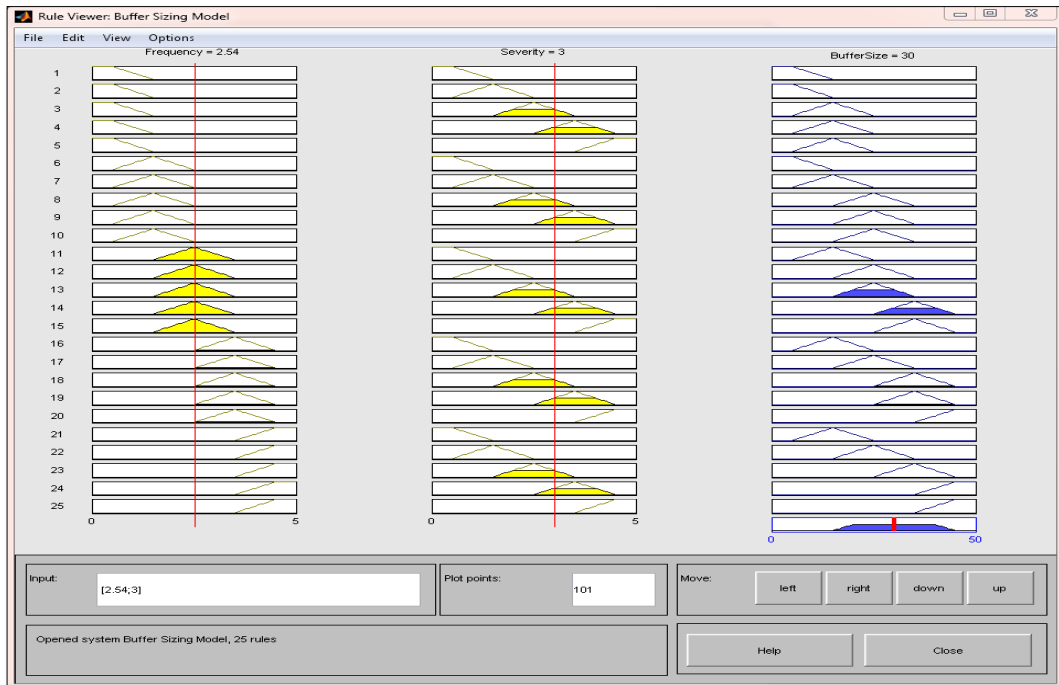 Rule Viewer: Buffer Sizing Model
File Edit View Options
Frequency = 2.54
Severity = 3
BufferSize = 30
1
2
3
4
5
6
7
8
9
10
11
12
13
14
15
16
17
18
19
20
21
22
23
24
25
0 5
0 5
0 50
Input:
[2.54;3]
Plot points:
101
Move:
left right down up
Opened system Buffer Sizing Model, 25 rules
Help Close